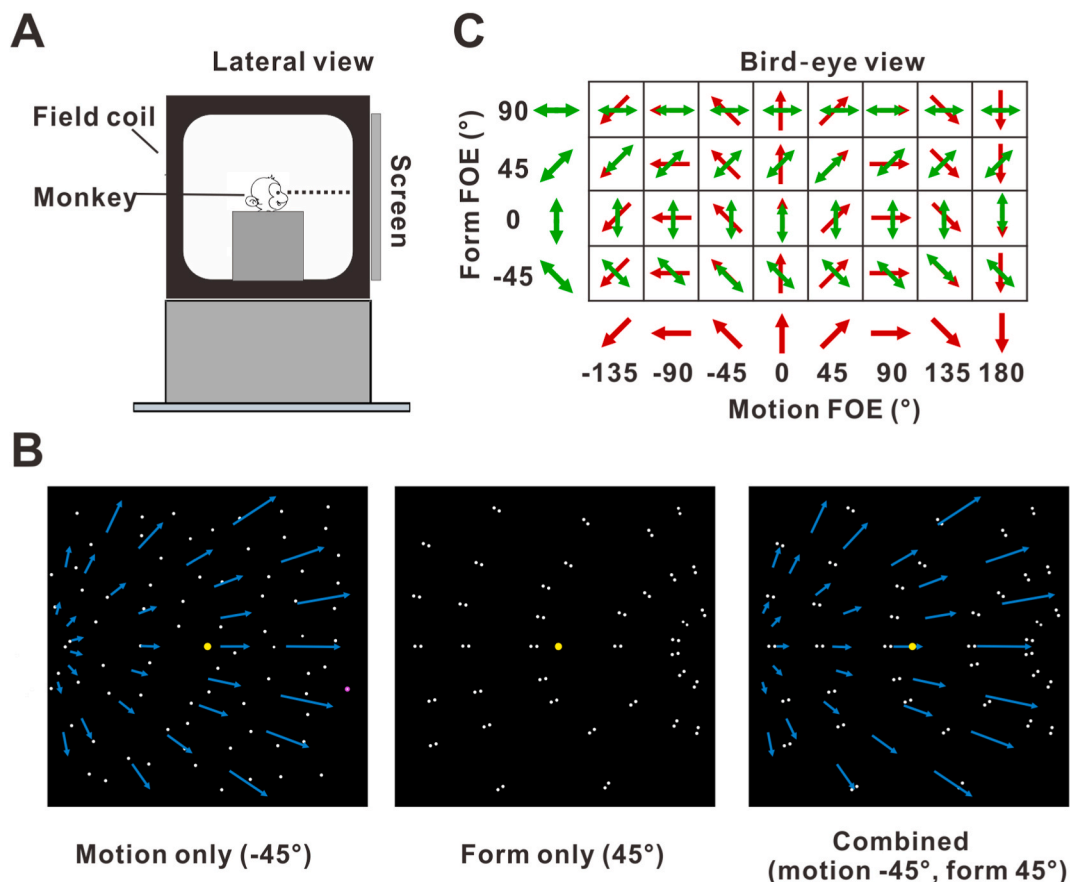 A
Lateral view
Field coil
Monkey
Screen
C
Bird-eye view
Form FOE (°)
90
45
0
-45
-135 -90 -45 0 45 90 135 180
Motion FOE (°)
B
Motion only (-45°)
Form only (45°)
Combined
(motion -45°, form 45°)